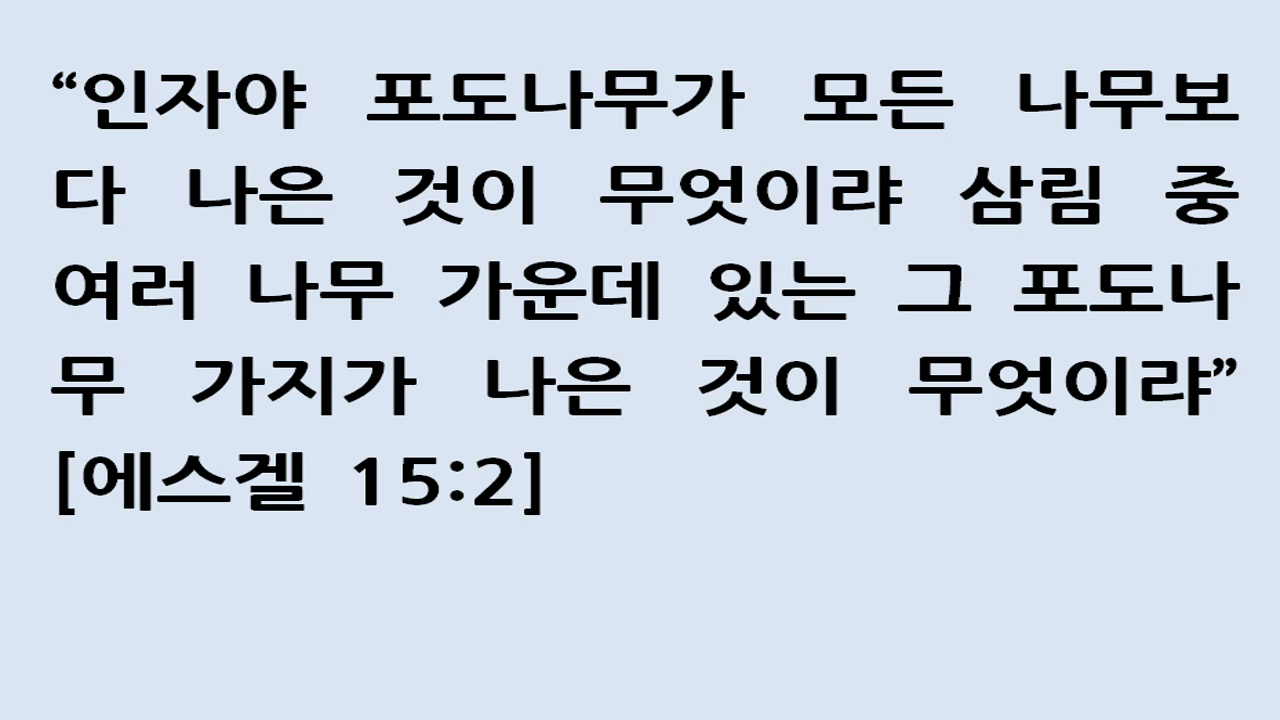 “인자야 포도나무가 모든 나무보
다 나은 것이 무엇이랴 삼림 중
여러 나무 가운데 있는 그 포도나
무 가지가 나은 것이 무엇이랴”
[에스겔 15:2]